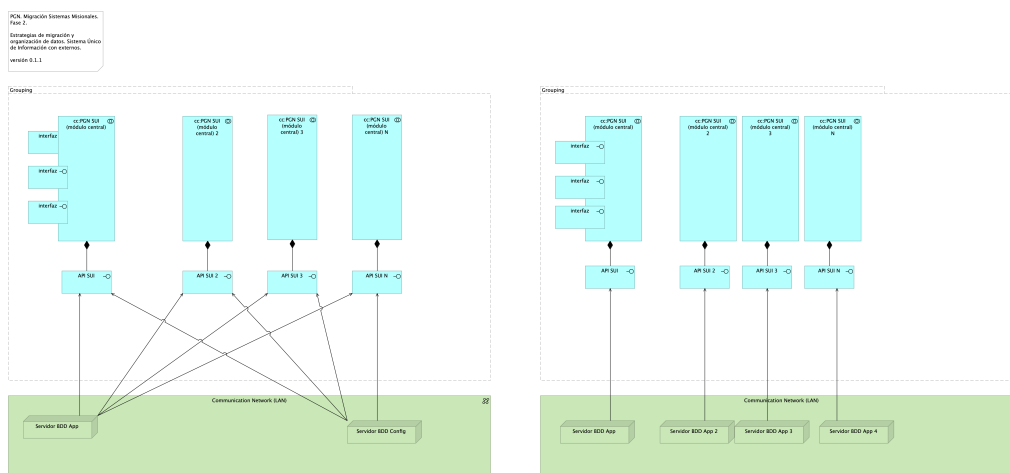 PGN. Migración Sistemas Misionales.
Fase 2.
Estrategias de migración y
organización de datos. Sistema Único
de Información con externos.
versión 0.1.1
Grouping
cc:PGN SUI
(módulo central)
interfaz
interfaz
interfaz
cc:PGN SUI
(módulo
central) 2
cc:PGN SUI
(módulo
central) 3
cc:PGN SUI
(módulo
central) N
API SUI
API SUI 2
API SUI 3
API SUI N
Communication Network (LAN)
Servidor BDD App
Servidor BDD Config
Grouping
cc:PGN SUI
(módulo central)
interfaz
interfaz
interfaz
cc:PGN SUI
(módulo central)
2
cc:PGN SUI
(módulo central)
3
cc:PGN SUI
(módulo central)
N
API SUI
API SUI 2
API SUI 3
API SUI N
Communication Network (LAN)
Servidor BDD App
Servidor BDD App 2
Servidor BDD App 3
Servidor BDD App 4